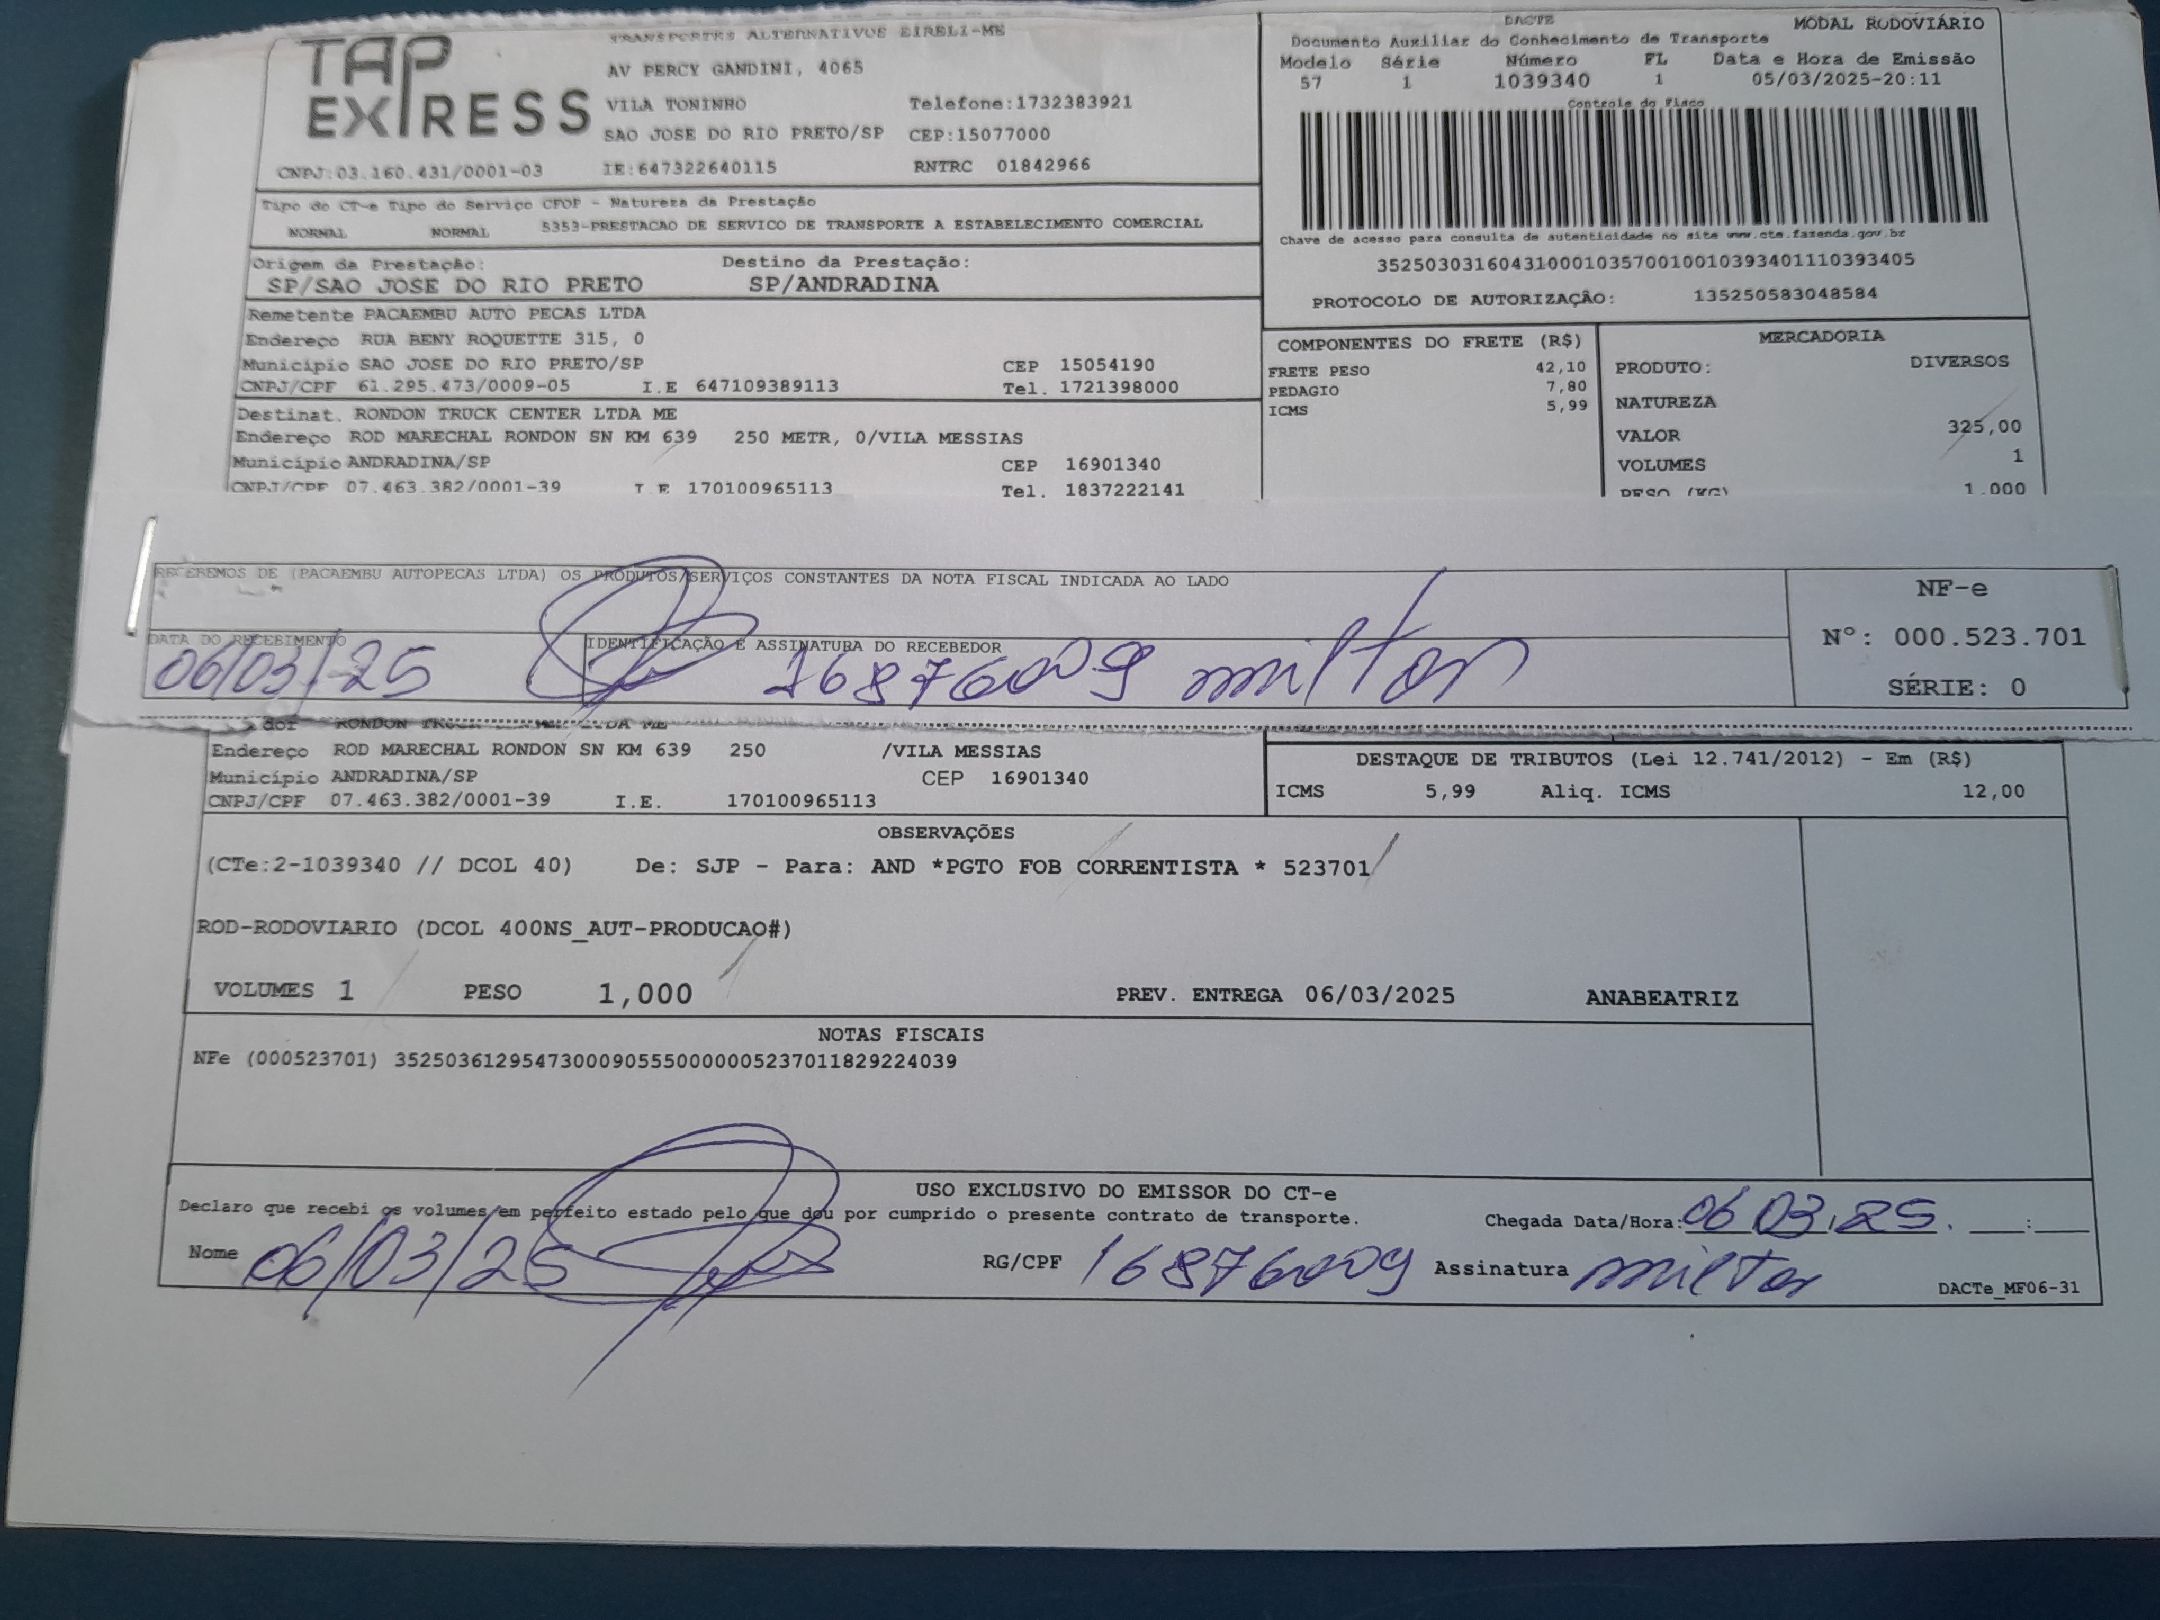 TAP EXPRESS
TRANSPORTES ALTERNATIVOS EIRELI-ME
AV PERCY GANDINI, 4065
VILA TONINHO Telefone:1732383921
SAO JOSE DO RIO PRETO/SP CEP:15077000
CNPJ:03.160.431/0001-03 IE:647322640115 RNTRC 01842966
DACTE MODAL RODOVIÁRIO
Documento Auxiliar do Conhecimento de Transporte
Modelo Série Número FL Data e Hora de Emissão
57 1 1039340 1 05/03/2025-20:11
Controle do Fisco
Chave de acesso para consulta de autenticidade no site www.cte.fazenda.gov.br
35250303160431000103570010010393401110393405
PROTOCOLO DE AUTORIZAÇÃO: 135250583048584
Tipo do CT-e Tipo do Serviço CFOP - Natureza da Prestação
NORMAL NORMAL 5353-PRESTACAO DE SERVICO DE TRANSPORTE A ESTABELECIMENTO COMERCIAL
Origem da Prestação: Destino da Prestação:
SP/SAO JOSE DO RIO PRETO SP/ANDRADINA
Remetente PACAEMBU AUTO PECAS LTDA
Endereço RUA BENY ROQUETTE 315, 0
Município SAO JOSE DO RIO PRETO/SP CEP 15054190
CNPJ/CPF 61.295.473/0009-05 I.E 647109389113 Tel. 1721398000
Destinat. RONDON TRUCK CENTER LTDA ME
Endereço ROD MARECHAL RONDON SN KM 639 250 METR, 0/VILA MESSIAS
Município ANDRADINA/SP CEP 16901340
CNPJ/CPF 07.463.382/0001-39 I.E 170100965113 Tel. 1837222141
COMPONENTES DO FRETE (R$)
FRETE PESO 42,10
PEDAGIO 7,80
ICMS 5,99
MERCADORIA
PRODUTO: DIVERSOS
NATUREZA
VALOR 325,00
VOLUMES 1
PESO (KG) 1,000
RECEBEMOS DE (PACAEMBU AUTOPECAS LTDA) OS PRODUTOS/SERVIÇOS CONSTANTES DA NOTA FISCAL INDICADA AO LADO
DATA DO RECEBIMENTO IDENTIFICAÇÃO E ASSINATURA DO RECEBEDOR
06/03/25 16876009 milton
NF-e
Nº: 000.523.701
SÉRIE: 0
RONDON
Endereço ROD MARECHAL RONDON SN KM 639 250 /VILA MESSIAS
Município ANDRADINA/SP CEP 16901340
CNPJ/CPF 07.463.382/0001-39 I.E. 170100965113
DESTAQUE DE TRIBUTOS (Lei 12.741/2012) - Em (R$)
ICMS 5,99 Aliq. ICMS 12,00
OBSERVAÇÕES
(CTe:2-1039340 // DCOL 40) De: SJP - Para: AND *PGTO FOB CORRENTISTA * 523701
ROD-RODOVIARIO (DCOL 400NS_AUT-PRODUCAO#)
VOLUMES 1 PESO 1,000 PREV. ENTREGA 06/03/2025 ANABEATRIZ
NOTAS FISCAIS
NFe (000523701) 35250361295473000905550000005237011829224039
USO EXCLUSIVO DO EMISSOR DO CT-e
Declaro que recebi os volumes em perfeito estado pelo que dou por cumprido o presente contrato de transporte. Chegada Data/Hora: 06 03 25
Nome 06/03/25 RG/CPF 16876009 Assinatura milton
DACTe_MF06-31